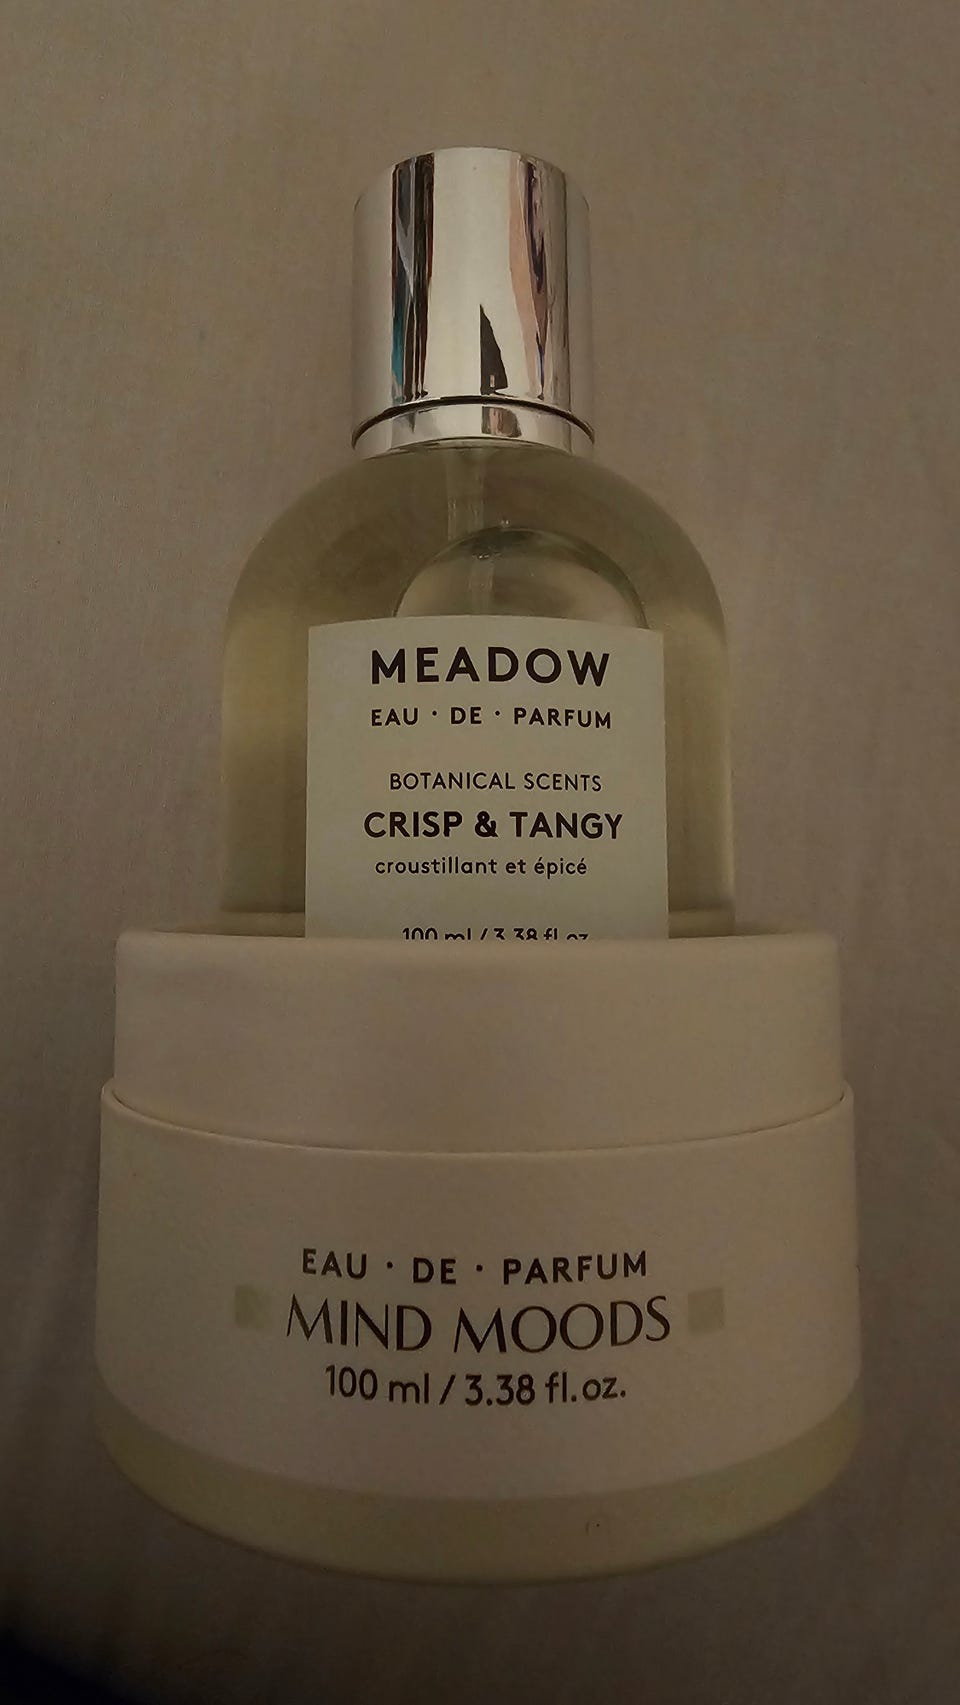 MEADOW
EAU · DE · PARFUM
BOTANICAL SCENTS
CRISP & TANGY
croustillant et épicé
100 ml / 3.38 fl oz
EAU · DE · PARFUM
MIND MOODS
100 ml / 3.38 fl.oz.